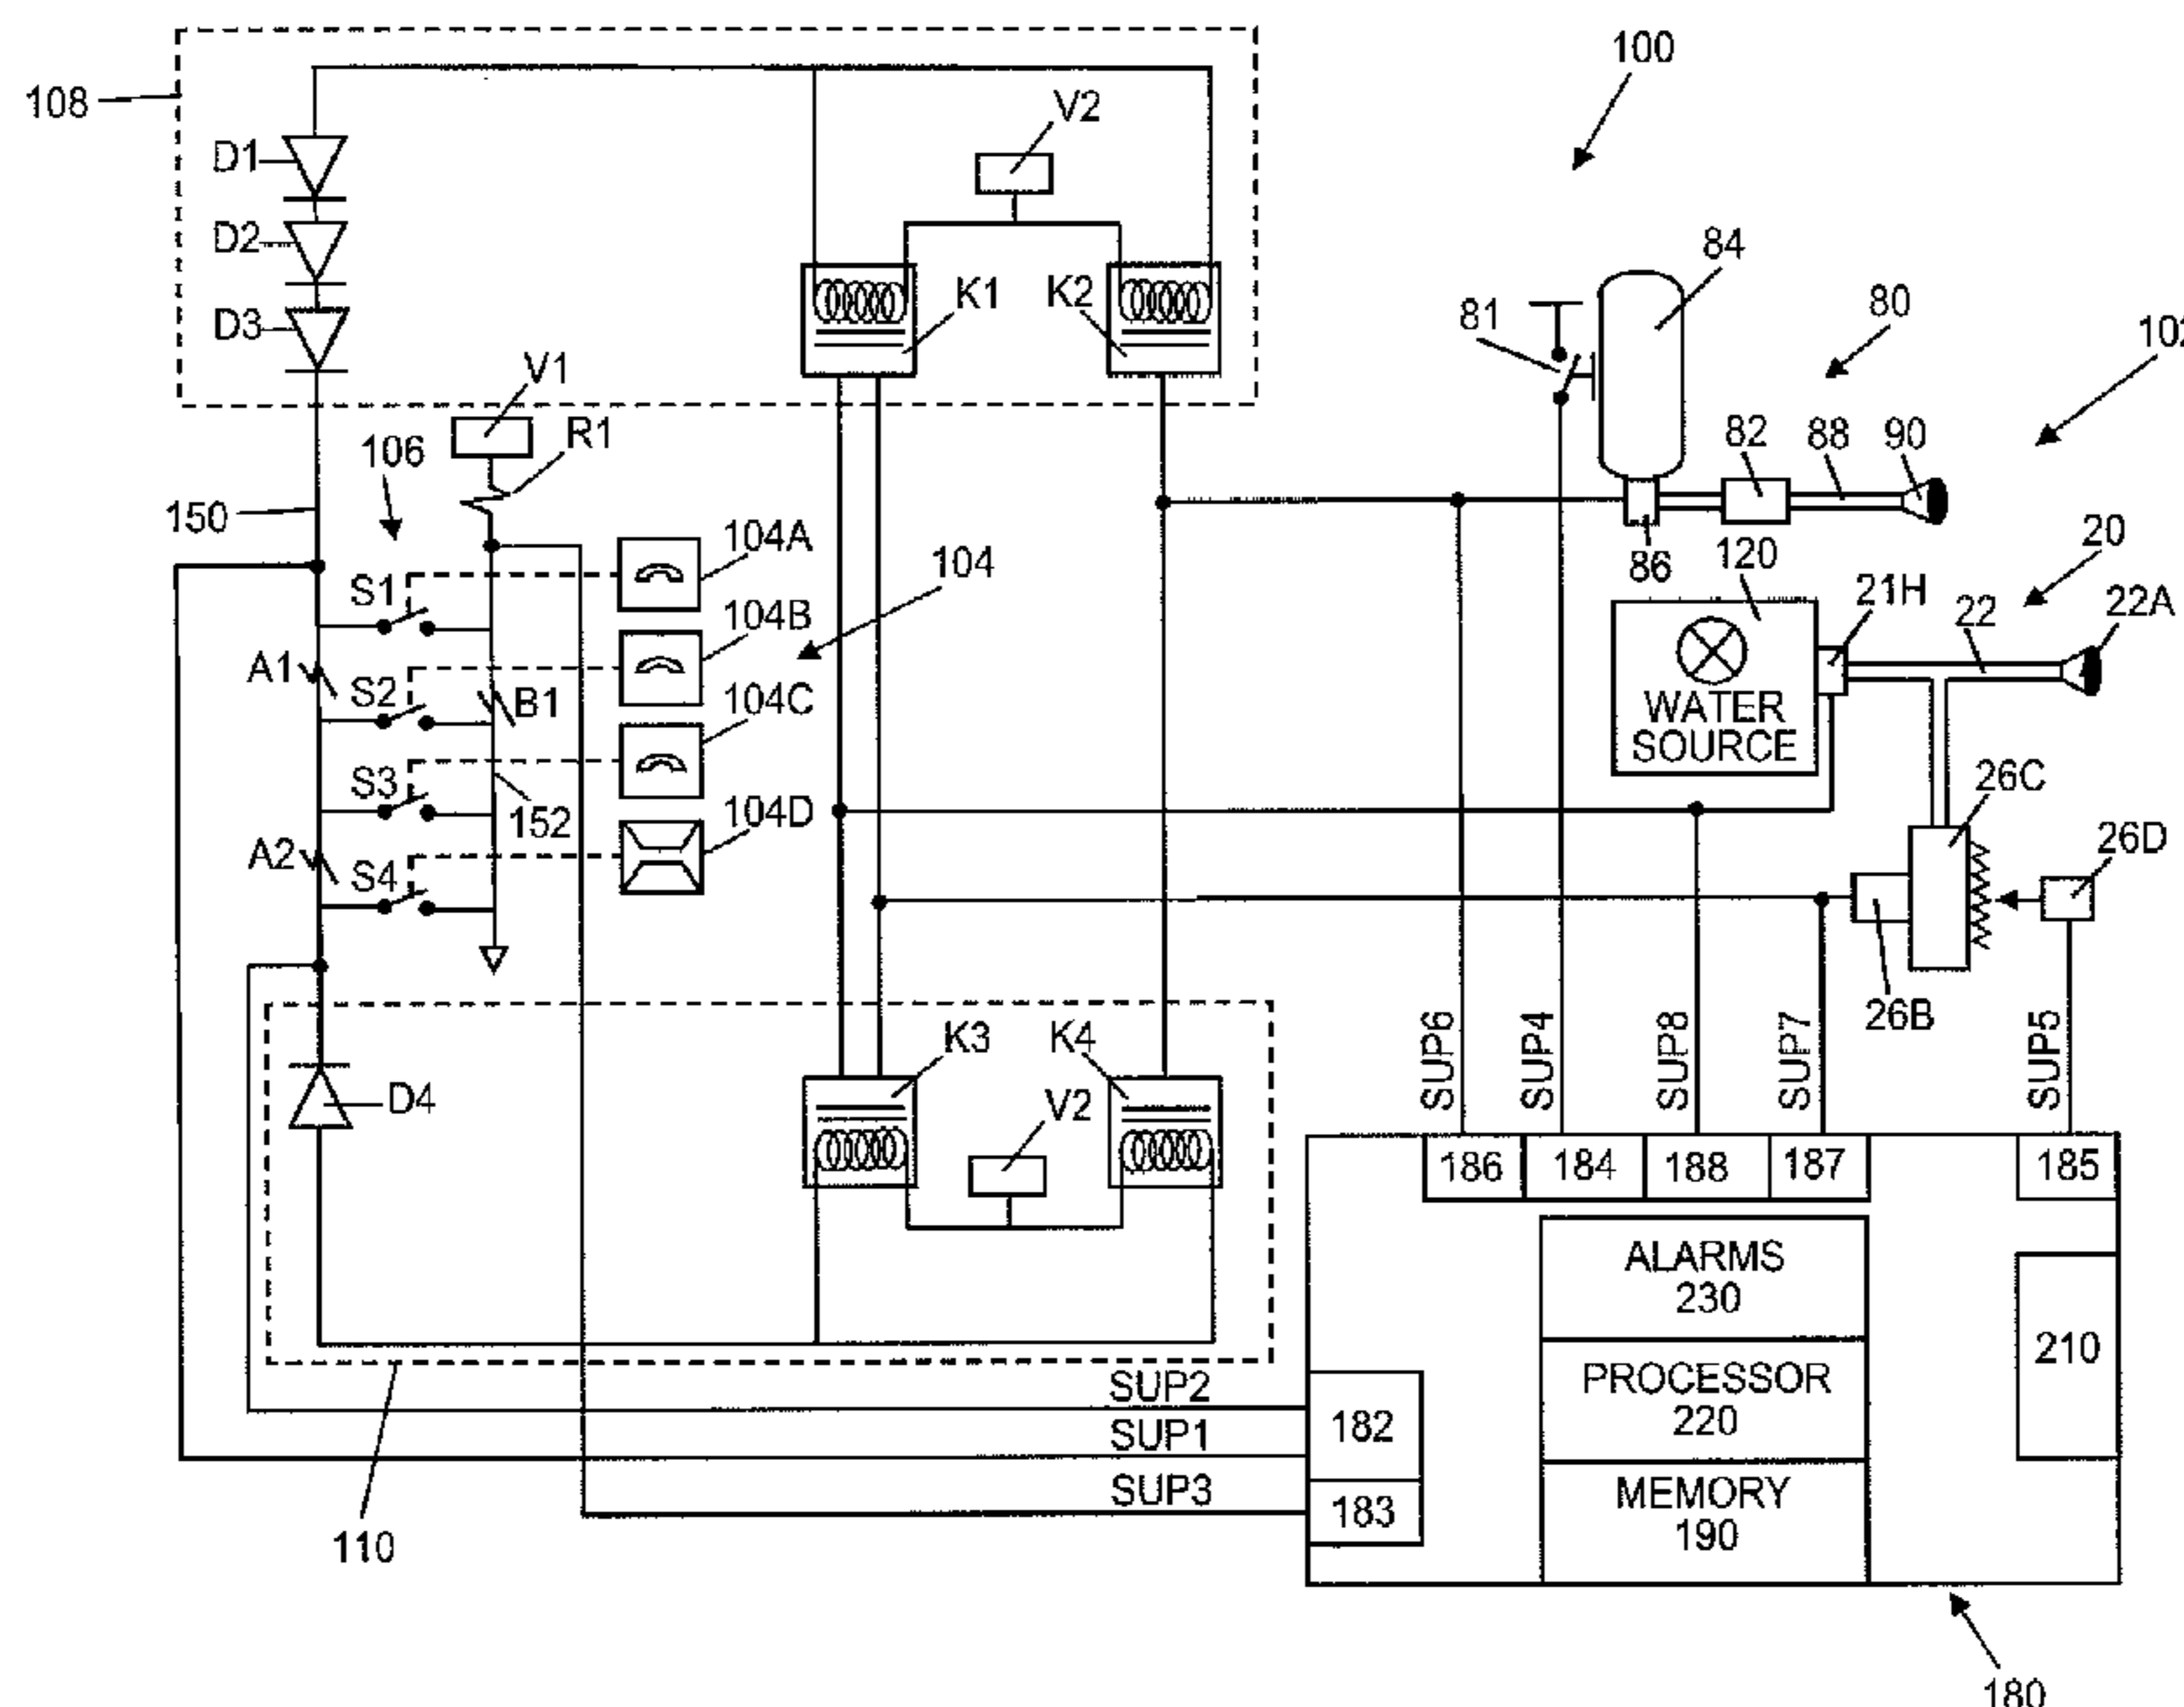 100
108
V2
D1
84
D2
K1
K2
80
81
D3
102
V1
R1
82
88
90
106
150
104A
20
104
86
120
21H
S1
22
22A
104B
A1
S2
B1
104C
WATER
SOURCE
26C
S3
152
104D
26D
A2
S4
26B
SUP6
SUP4
SUP8
SUP7
SUP5
K3
K4
D4
V2
186
184
188
187
185
ALARMS
230
210
SUP2
PROCESSOR
220
182
SUP1
SUP3
MEMORY
190
183
110
180